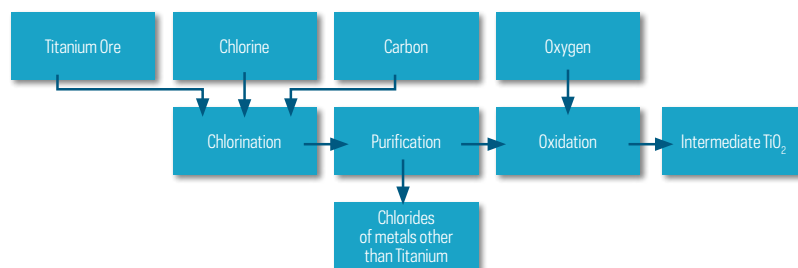 Titanium Ore
Chlorine
Carbon
Oxygen
Chlorination
Purification
Oxidation
Intermediate TiO₂
Chlorides
of metals other
than Titanium